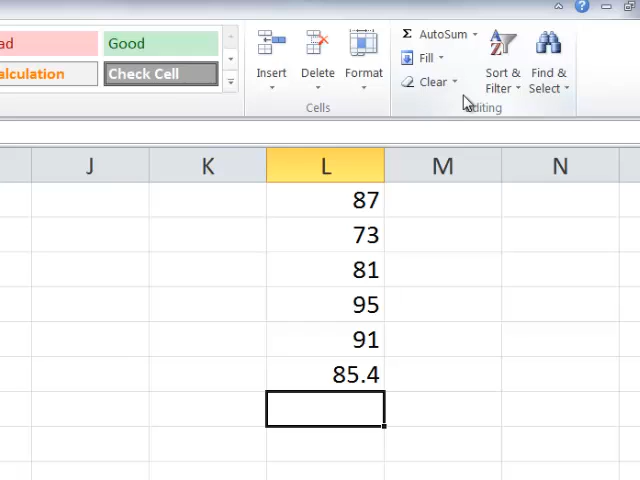 ad
Good
AutoSum
Fill
alculation
Check Cell
Insert
Delete
Format
Sort &
Filter
Find &
Select
Clear
Cells
Editing
J
K
L
M
N
87
73
81
95
91
85.4